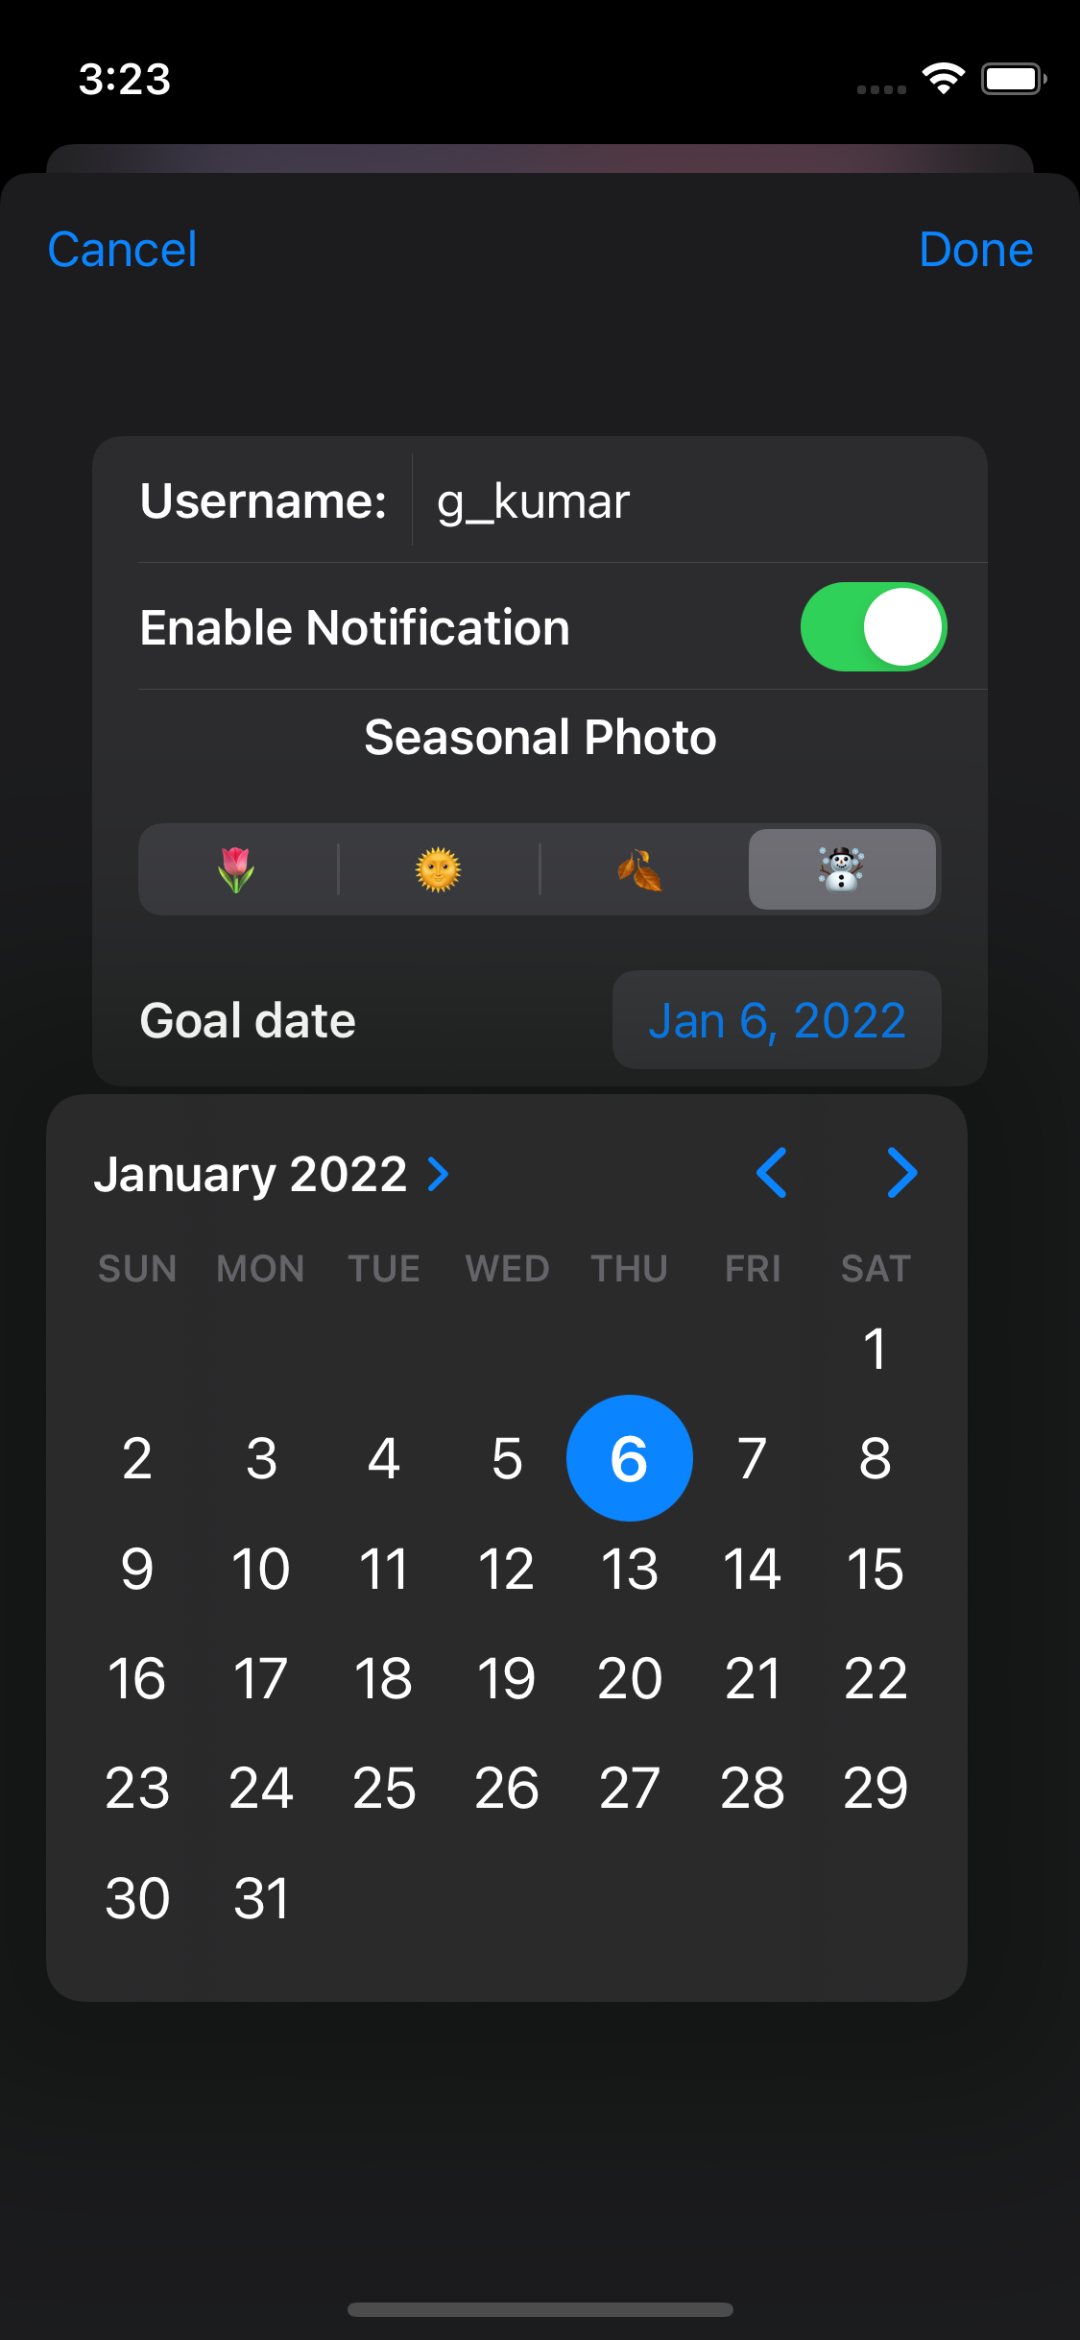 3:23
Cancel Done
Username: g_kumar
Enable Notification
Seasonal Photo
Goal date Jan 6, 2022
January 2022
SUN MON TUE WED THU FRI SAT
1
2 3 4 5 6 7 8
9 10 11 12 13 14 15
16 17 18 19 20 21 22
23 24 25 26 27 28 29
30 31